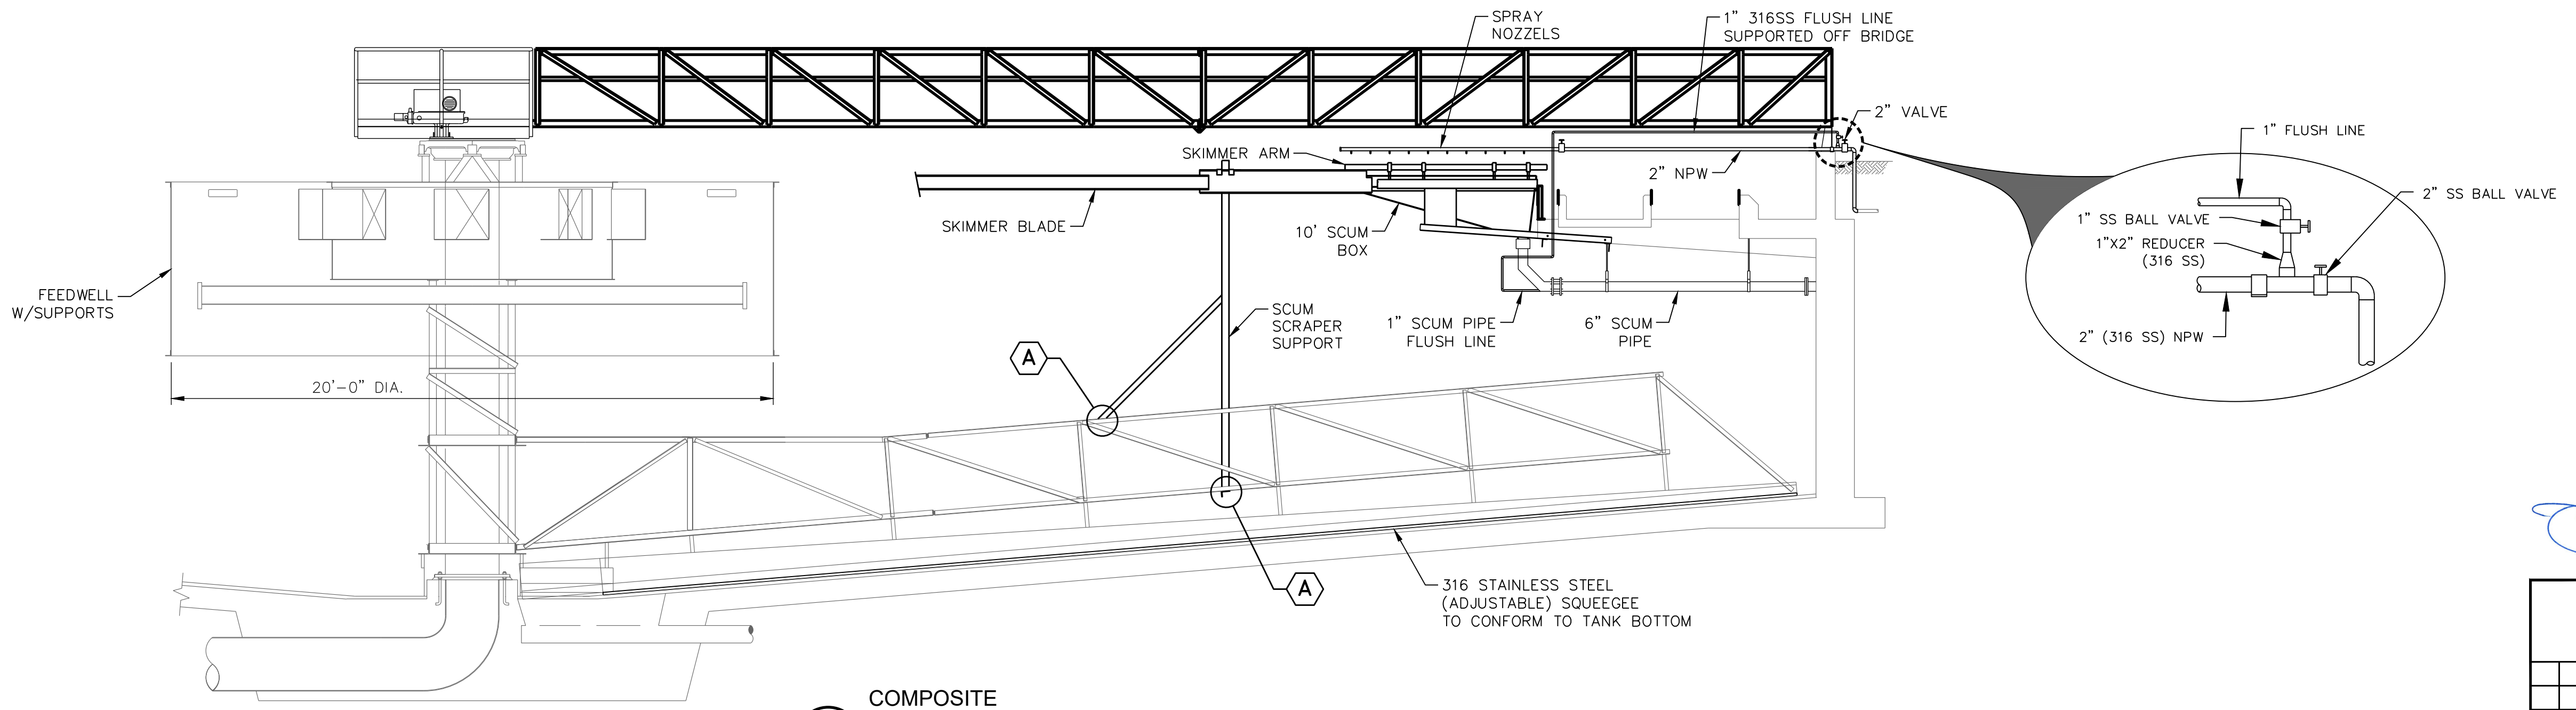 SPRAY
NOZZELS
1" 316SS FLUSH LINE
SUPPORTED OFF BRIDGE
2" VALVE
1" FLUSH LINE
SKIMMER ARM
2" NPW
2" SS BALL VALVE
1" SS BALL VALVE
SKIMMER BLADE
10' SCUM
BOX
1"X2" REDUCER
(316 SS)
FEEDWELL
W/SUPPORTS
SCUM
SCRAPER
SUPPORT
1" SCUM PIPE
FLUSH LINE
6" SCUM
PIPE
2" (316 SS) NPW
A
20'-0" DIA.
A
316 STAINLESS STEEL
(ADJUSTABLE) SQUEEGEE
TO CONFORM TO TANK BOTTOM
COMPOSITE